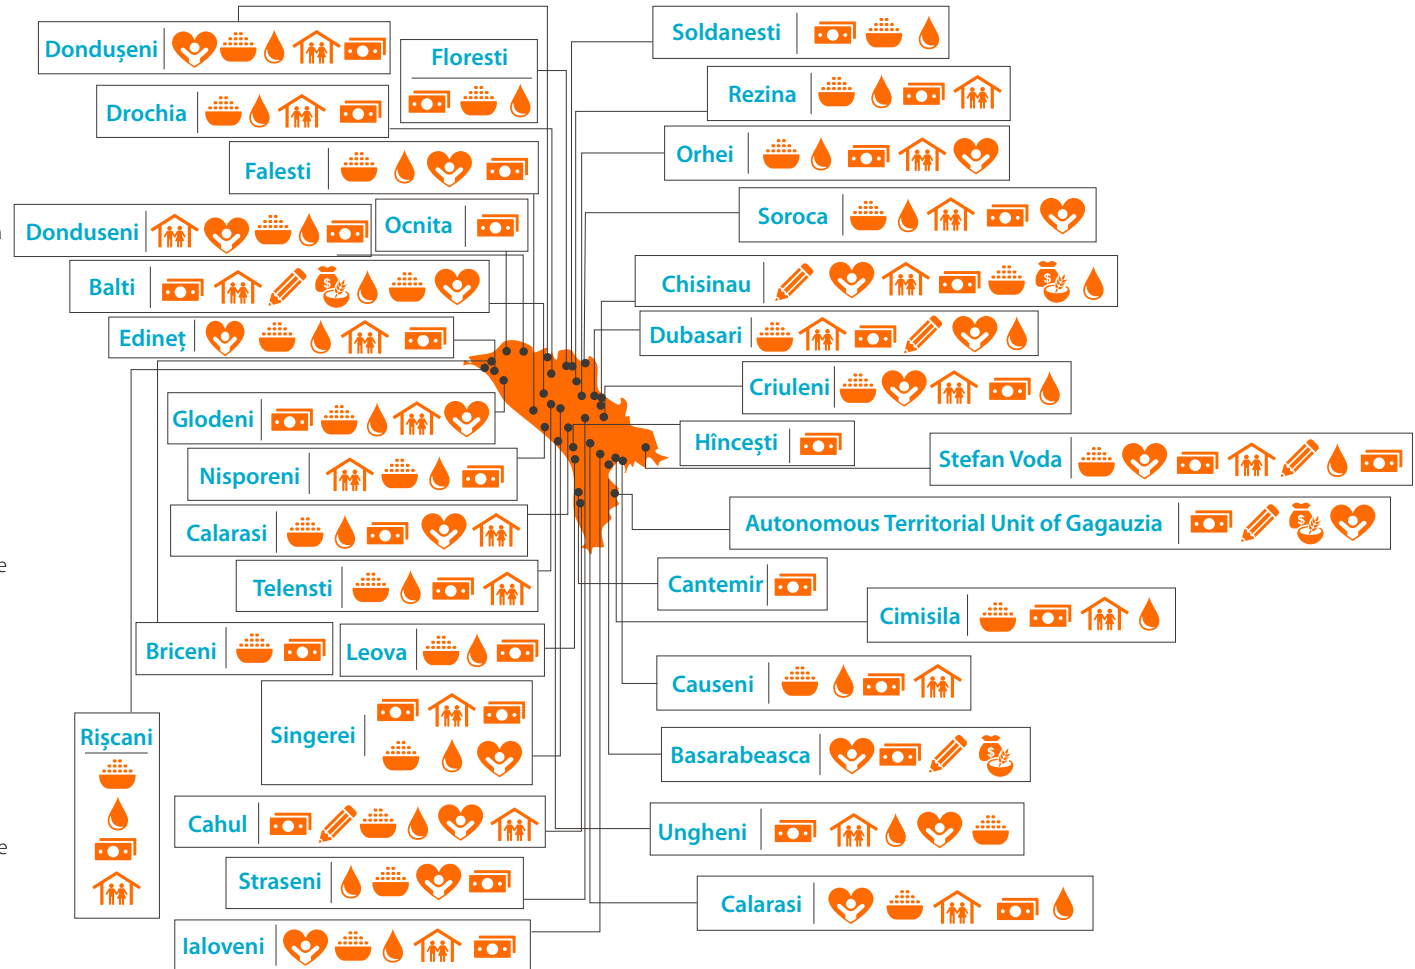 Dondușeni
Floresti
Soldanesti
Drochia
Rezina
Falesti
Orhei
Ocnita
Soroca
Donduseni
Balti
Chisinau
Edineț
Dubasari
Glodeni
Criuleni
Hîncești
Nisporeni
Stefan Voda
Calarasi
Autonomous Territorial Unit of Gagauzia
Telensti
Cantemir
Cimisila
Briceni
Leova
Causeni
Rișcani
Singerei
Basarabeasca
Cahul
Ungheni
Straseni
Calarasi
Ialoveni
e
e